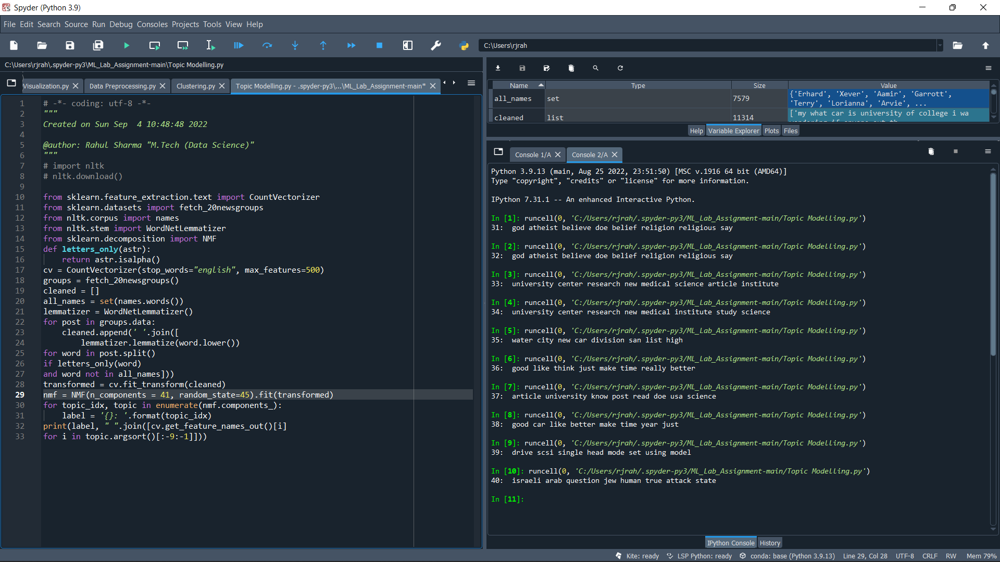 Spyder (Python 3.9)
File Edit Search Source Run Debug Consoles Projects Tools View Help
C:\Users\rjrah
C:\Users\rjrah\.spyder-py3\ML_Lab_Assignment-main\Topic Modelling.py
Visualization.py Data Preprocessing.py Clustering.py Topic Modelling.py - .spyder-py3\...\ML_Lab_Assignment-main*
1 # -*- coding: utf-8 -*-
2 """
3 Created on Sun Sep  4 10:48:48 2022
4
5 @author: Rahul Sharma "M.Tech (Data Science)"
6 """
7 # import nltk
8 # nltk.download()
9
10 from sklearn.feature_extraction.text import CountVectorizer
11 from sklearn.datasets import fetch_20newsgroups
12 from nltk.corpus import names
13 from nltk.stem import WordNetLemmatizer
14 from sklearn.decomposition import NMF
15 def letters_only(astr):
16     return astr.isalpha()
17 cv = CountVectorizer(stop_words="english", max_features=500)
18 groups = fetch_20newsgroups()
19 cleaned = []
20 all_names = set(names.words())
21 lemmatizer = WordNetLemmatizer()
22 for post in groups.data:
23     cleaned.append(' '.join([
24         lemmatizer.lemmatize(word.lower())
25 for word in post.split()
26 if letters_only(word)
27 and word not in all_names]))
28 transformed = cv.fit_transform(cleaned)
29 nmf = NMF(n_components = 41, random_state=45).fit(transformed)
30 for topic_idx, topic in enumerate(nmf.components_):
31     label = '{}: '.format(topic_idx)
32 print(label, " ".join([cv.get_feature_names_out()[i]
33 for i in topic.argsort()[:-9:-1]]))
Name Type Size Value
all_names set 7579 {'Erhard', 'Xever', 'Aamir', 'Garrott',
'Terry', 'Lorianna', 'Arvie', ...
cleaned list 11314 ['my what car is university of college i wa
Help Variable Explorer Plots Files
Console 1/A Console 2/A
Python 3.9.13 (main, Aug 25 2022, 23:51:50) [MSC v.1916 64 bit (AMD64)]
Type "copyright", "credits" or "license" for more information.
IPython 7.31.1 -- An enhanced Interactive Python.
In [1]: runcell(0, 'C:/Users/rjrah/.spyder-py3/ML_Lab_Assignment-main/Topic Modelling.py')
31:  god atheist believe doe belief religion religious say
In [2]: runcell(0, 'C:/Users/rjrah/.spyder-py3/ML_Lab_Assignment-main/Topic Modelling.py')
32:  god atheist believe doe belief religion religious say
In [3]: runcell(0, 'C:/Users/rjrah/.spyder-py3/ML_Lab_Assignment-main/Topic Modelling.py')
33:  university center research new medical science article institute
In [4]: runcell(0, 'C:/Users/rjrah/.spyder-py3/ML_Lab_Assignment-main/Topic Modelling.py')
34:  university center research new medical institute study science
In [5]: runcell(0, 'C:/Users/rjrah/.spyder-py3/ML_Lab_Assignment-main/Topic Modelling.py')
35:  water city new car division san list high
In [6]: runcell(0, 'C:/Users/rjrah/.spyder-py3/ML_Lab_Assignment-main/Topic Modelling.py')
36:  good like think just make time really better
In [7]: runcell(0, 'C:/Users/rjrah/.spyder-py3/ML_Lab_Assignment-main/Topic Modelling.py')
37:  article university know post read doe usa science
In [8]: runcell(0, 'C:/Users/rjrah/.spyder-py3/ML_Lab_Assignment-main/Topic Modelling.py')
38:  good car like better make time year just
In [9]: runcell(0, 'C:/Users/rjrah/.spyder-py3/ML_Lab_Assignment-main/Topic Modelling.py')
39:  drive scsi single head mode set using model
In [10]: runcell(0, 'C:/Users/rjrah/.spyder-py3/ML_Lab_Assignment-main/Topic Modelling.py')
40:  israeli arab question jew human true attack state
In [11]:
IPython Console History
Kite: ready LSP Python: ready conda: base (Python 3.9.13) Line 29, Col 28 UTF-8 CRLF RW Mem 79%